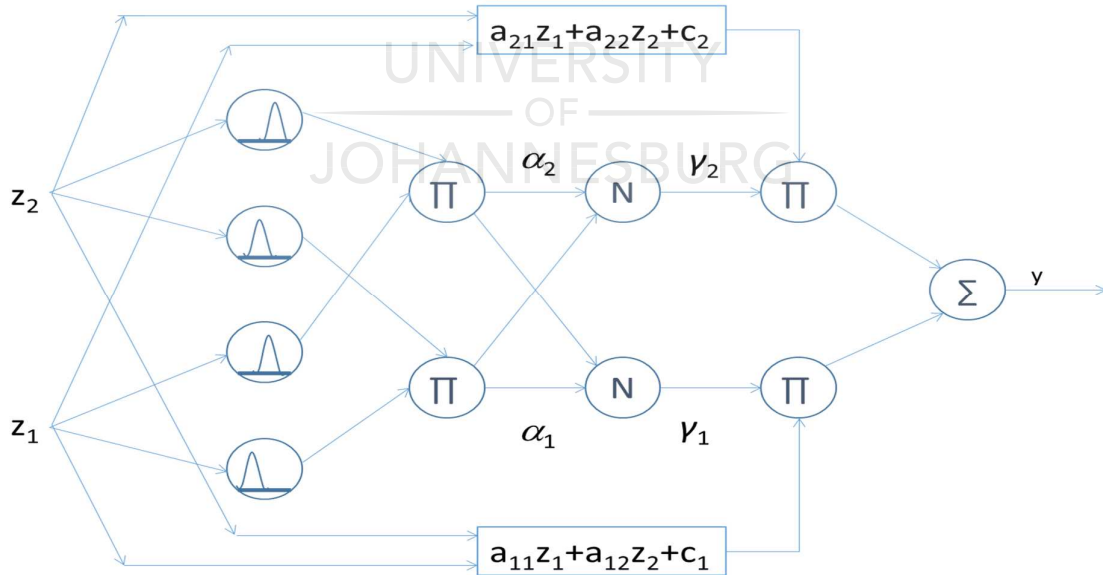 a₂₁z₁+a₂₂z₂+c₂
UNIVERSITY
OF
JOHANNESBURG
z₂
Π
α₂
N
γ₂
Π
Σ
y
z₁
Π
α₁
N
γ₁
Π
a₁₁z₁+a₁₂z₂+c₁